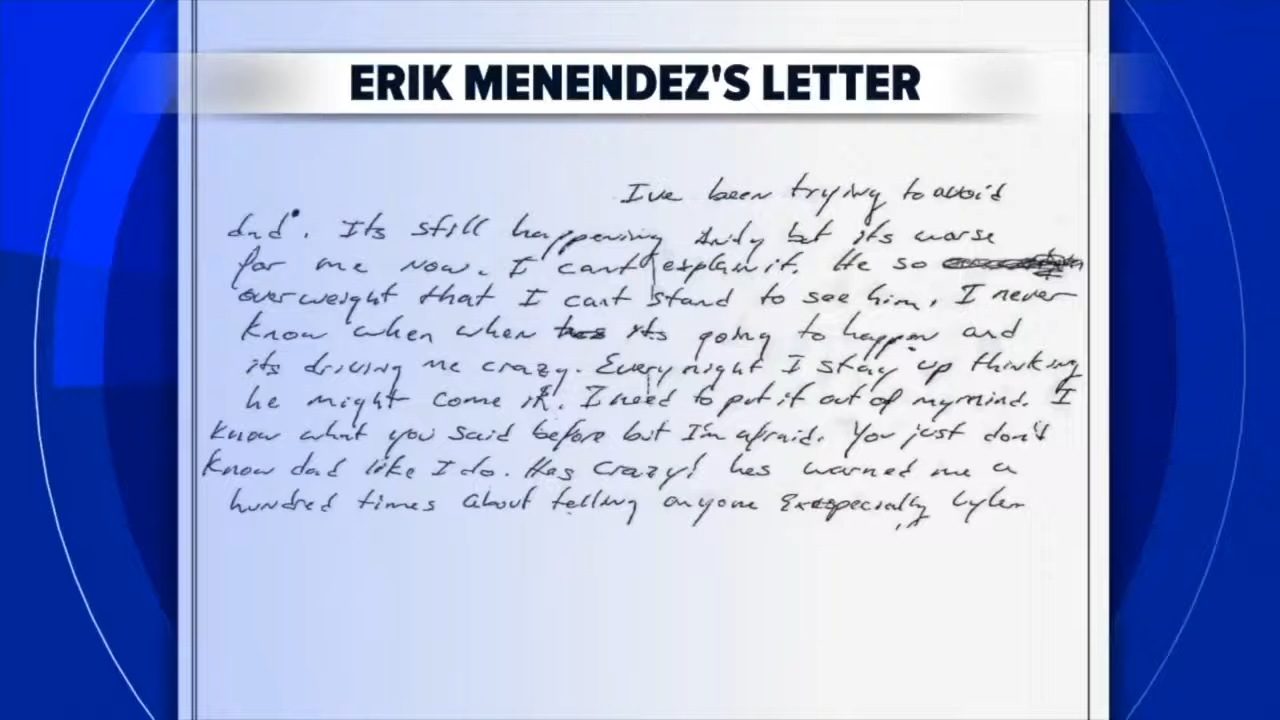 ERIK MENENDEZ'S LETTER
Ive been trying to avoid
dad. Its still happening Andy but its worse
for me now. I cant explain it. He so
overweight that I cant stand to see him. I never
know when when its going to happen and
its driving me crazy. Every night I stay up thinking
he might come in. I need to put it out of my mind. I
know what you said before but I'm afraid. You just don't
know dad like I do. Hes crazy! hes warned me a
hundred times about telling anyone Exspecially Lyle